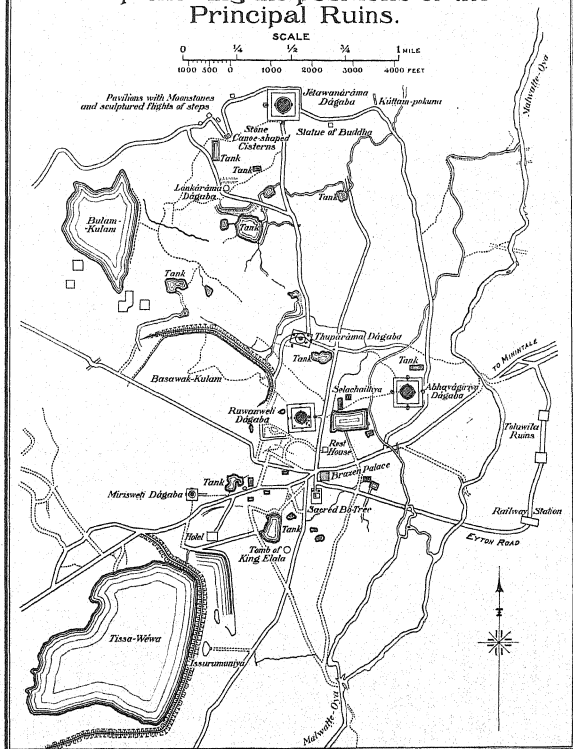 Principal Ruins.
SCALE
0 ¼ ½ ¾ 1 MILE
1000 500 0 1000 2000 3000 4000 FEET
Jêtawanáráma
Dágaba
Kúttam-pokuna
Pavilions with Moonstones
and sculptured flights of steps
Statue of Buddha
Stone
Canoe-shaped
Cisterns
Malwatte-Oya
Tank
Tank
Lankáráma
Dágaba
Tank
Tank
Bulam-
Kulam
Tank
Thupáráma Dágaba
Tank
Tank
TO MIHINTALE
Basawak-Kulam
Selachaitiya
Abhayágiriya
Dágaba
Ruwanweli
Dágaba
Toluwila
Ruins
Rest
House
Tank
Brazen Palace
Mirisweti Dágaba
Sacred Bo-Tree
Railway Station
Hotel
Tank
EYTON ROAD
Tomb of
King Elala
Tissa-Wéwa
Issurumuniya
Malwatte-Oya